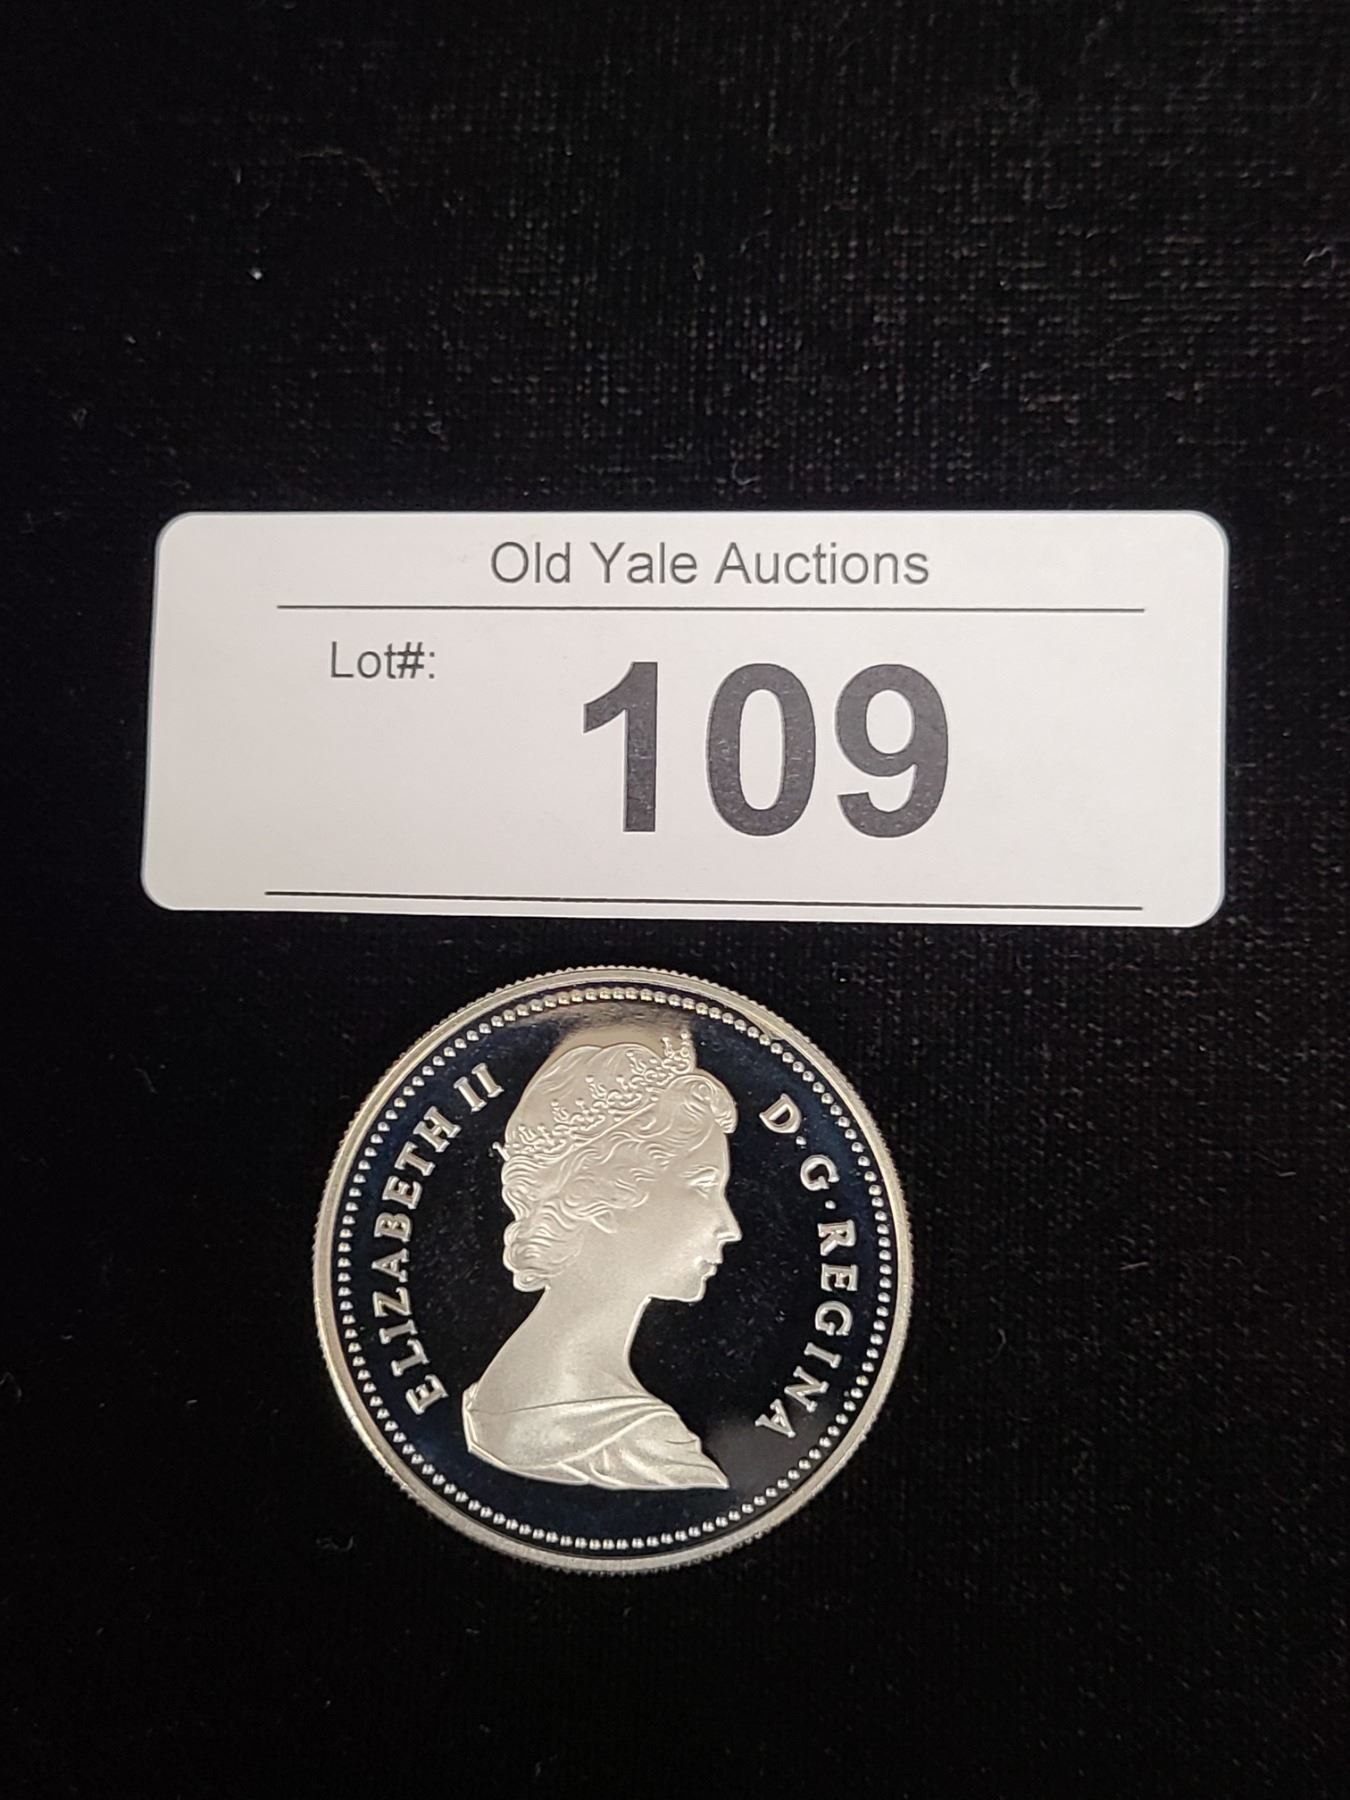 Old Yale Auctions
Lot#:
109
ELIZABETH II
D·G·REGINA